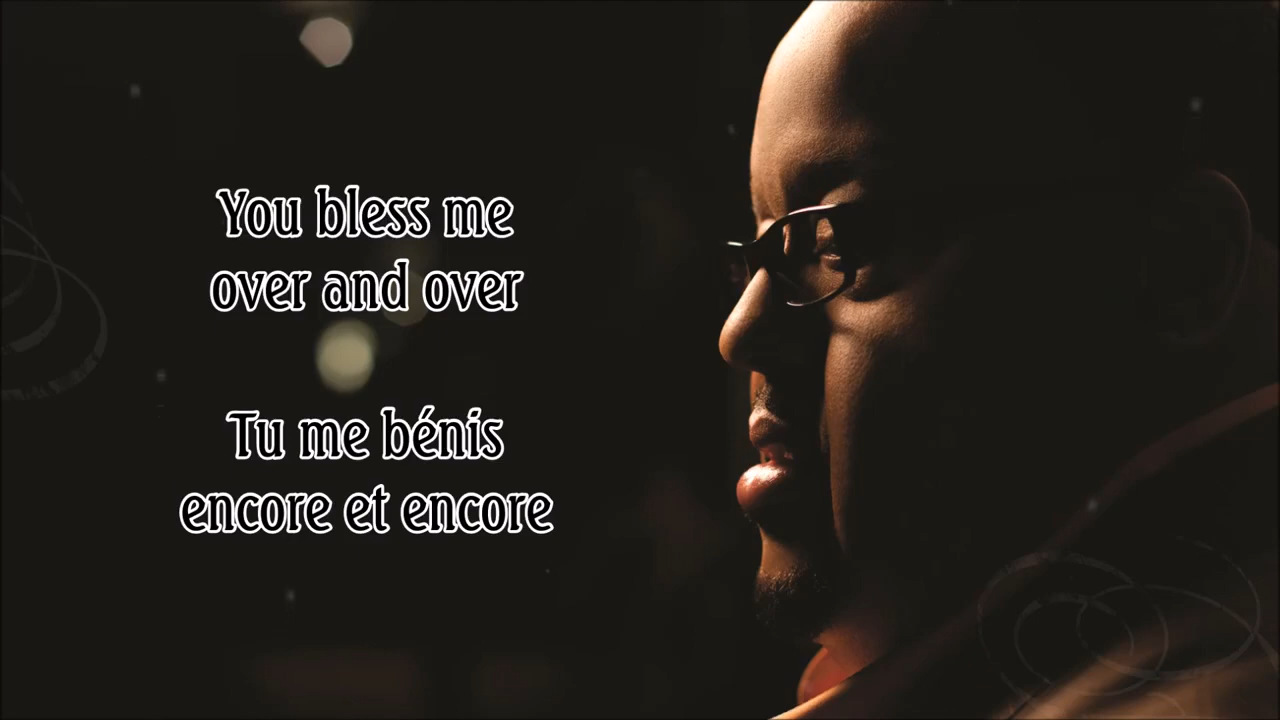 You bless me
over and over
Tu me bénis
encore et encore